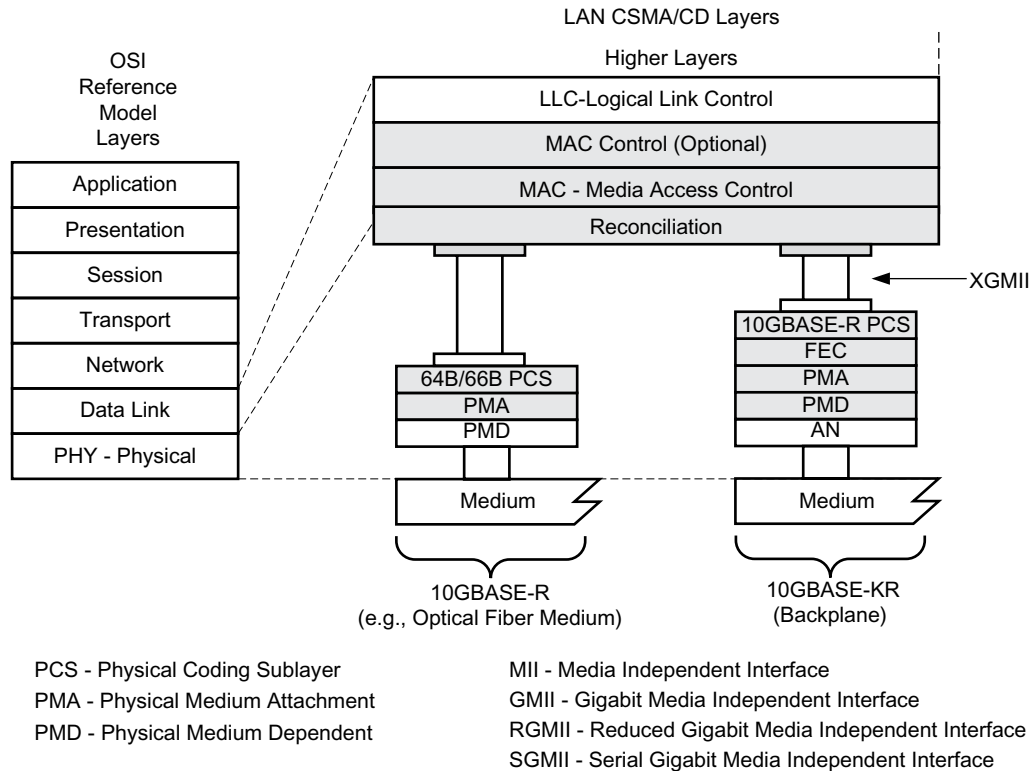 LAN CSMA/CD Layers
OSI
Reference
Model
Layers
Higher Layers
LLC-Logical Link Control
MAC Control (Optional)
MAC - Media Access Control
Reconciliation
Application
Presentation
Session
Transport
Network
Data Link
PHY - Physical
XGMII
64B/66B PCS
PMA
PMD
Medium
10GBASE-R PCS
FEC
PMA
PMD
AN
Medium
10GBASE-R
(e.g., Optical Fiber Medium)
10GBASE-KR
(Backplane)
PCS - Physical Coding Sublayer
PMA - Physical Medium Attachment
PMD - Physical Medium Dependent
MII - Media Independent Interface
GMII - Gigabit Media Independent Interface
RGMII - Reduced Gigabit Media Independent Interface
SGMII - Serial Gigabit Media Independent Interface